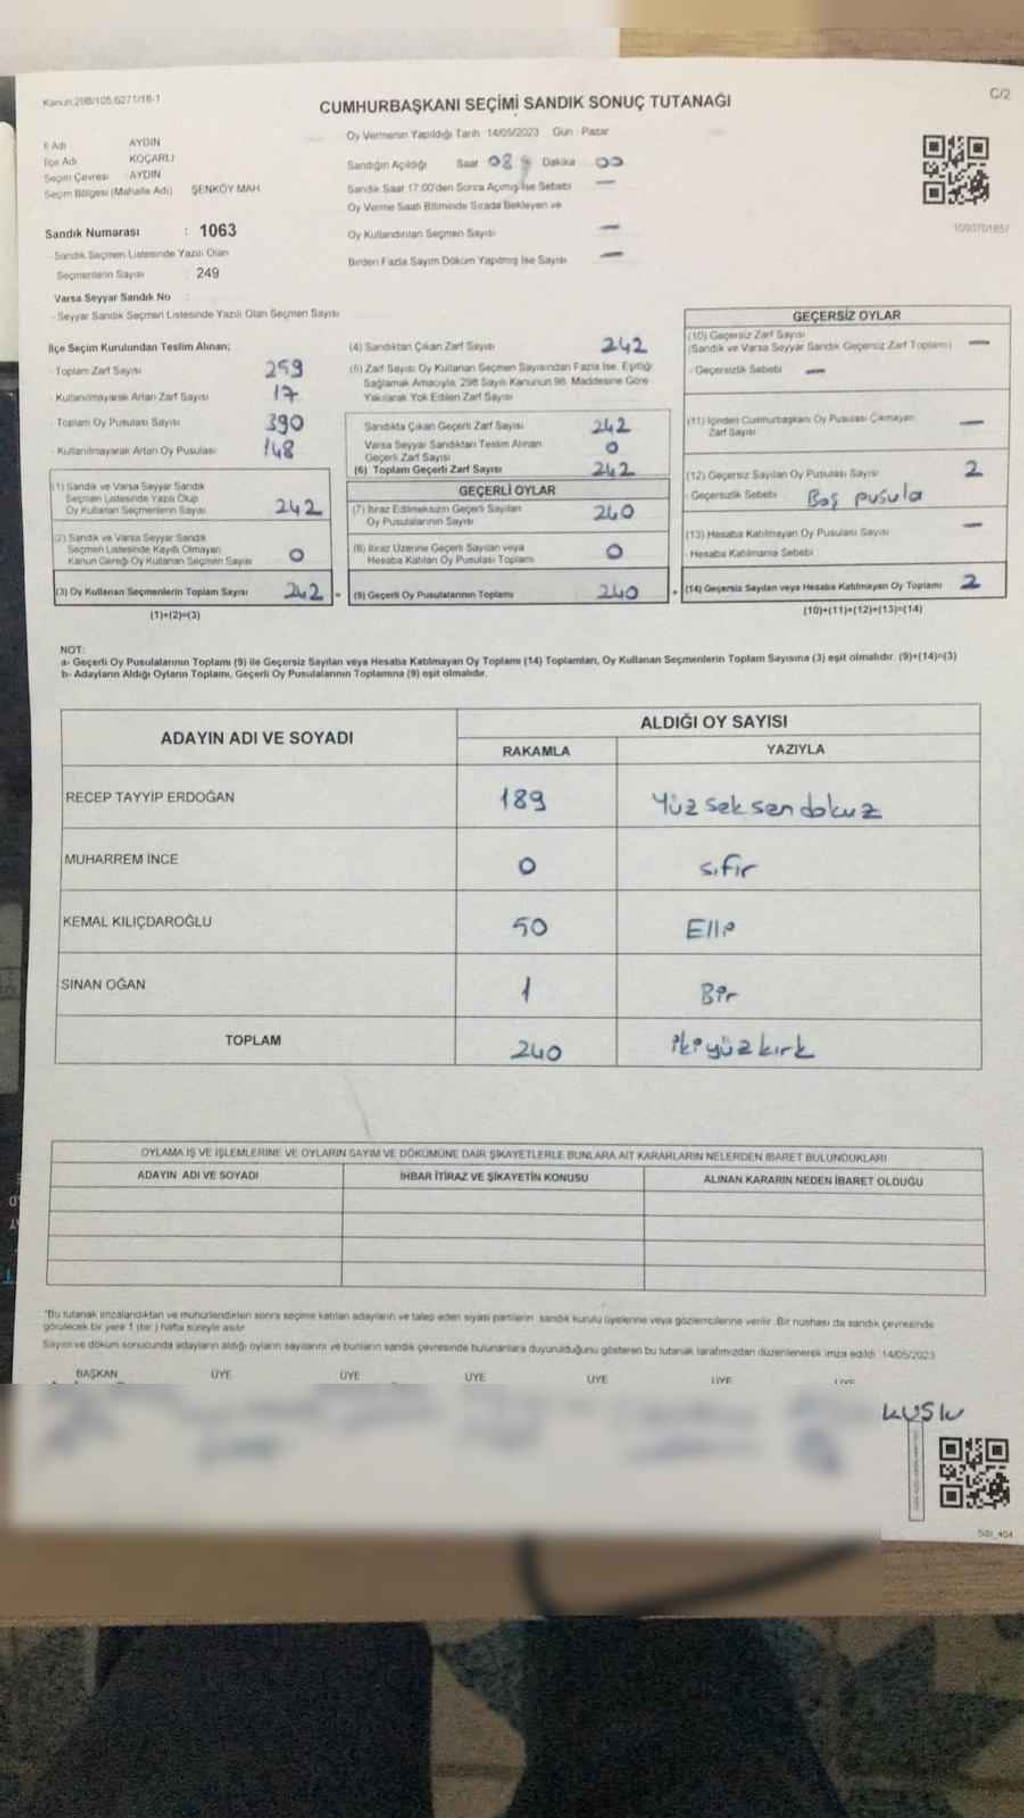 Kanun:298/105,6271/18-1
CUMHURBAŞKANI SEÇİMİ SANDIK SONUÇ TUTANAĞI
C/2
İl Adı AYDIN
İlçe Adı KOÇARLI
Seçim Çevresi AYDIN
Seçim Bölgesi (Mahalle Adı) ŞENKÖY MAH.
Oy Vermenin Yapıldığı Tarih 14/05/2023 Gün Pazar
Sandığın Açıldığı Saat 08 Dakika 00
Sandık Saat 17:00'den Sonra Açılmış İse Sebebi —
Oy Verme Saati Bitiminde Sırada Bekleyen ve
Oy Kullandırılan Seçmen Sayısı —
Birden Fazla Sayım Döküm Yapılmış İse Sayısı —
Sandık Numarası : 1063
Sandık Seçmen Listesinde Yazılı Olan
Seçmenlerin Sayısı 249
Varsa Seyyar Sandık No
Seyyar Sandık Seçmen Listesinde Yazılı Olan Seçmen Sayısı
İlçe Seçim Kurulundan Teslim Alınan;
- Toplam Zarf Sayısı 259
- Kullanılmayarak Artan Zarf Sayısı 17
Toplam Oy Pusulası Sayısı 390
- Kullanılmayarak Artan Oy Pusulası 148
(1) Sandık ve Varsa Seyyar Sandık
Seçmen Listesinde Yazılı Olup
Oy Kullanan Seçmenlerin Sayısı 242
(2) Sandık ve Varsa Seyyar Sandık
Seçmen Listesinde Kayıtlı Olmayan
Kanun Gereği Oy Kullanan Seçmen Sayısı 0
(3) Oy Kullanan Seçmenlerin Toplam Sayısı 242
(1)+(2)=(3)
(4) Sandıktan Çıkan Zarf Sayısı 242
(5) Zarf Sayısı Oy Kullanan Seçmen Sayısından Fazla İse, Eşitliği
Sağlamak Amacıyla, 298 Sayılı Kanunun 98. Maddesine Göre
Yakılarak Yok Edilen Zarf Sayısı
Sandıkta Çıkan Geçerli Zarf Sayısı 242
Varsa Seyyar Sandıktan Teslim Alınan
Geçerli Zarf Sayısı 0
(6) Toplam Geçerli Zarf Sayısı 242
GEÇERLİ OYLAR
(7) İtiraz Edilmeksizin Geçerli Sayılan
Oy Pusulalarının Sayısı 240
(8) İtiraz Üzerine Geçerli Sayılan veya
Hesaba Katılan Oy Pusulası Toplamı 0
(9) Geçerli Oy Pusulalarının Toplamı 240
GEÇERSİZ OYLAR
(10) Geçersiz Zarf Sayısı
(Sandık ve Varsa Seyyar Sandık Geçersiz Zarf Toplamı) —
- Geçersizlik Sebebi —
(11) İçinden Cumhurbaşkanı Oy Pusulası Çıkmayan
Zarf Sayısı —
(12) Geçersiz Sayılan Oy Pusulası Sayısı 2
- Geçersizlik Sebebi Boş pusula
(13) Hesaba Katılmayan Oy Pusulası Sayısı —
- Hesaba Katılmama Sebebi
(14) Geçersiz Sayılan veya Hesaba Katılmayan Oy Toplamı 2
(10)+(11)+(12)+(13)=(14)
NOT:
a- Geçerli Oy Pusulalarının Toplamı (9) ile Geçersiz Sayılan veya Hesaba Katılmayan Oy Toplamı (14) Toplamları, Oy Kullanan Seçmenlerin Toplam Sayısına (3) eşit olmalıdır. (9)+(14)=(3)
b- Adayların Aldığı Oyların Toplamı, Geçerli Oy Pusulalarının Toplamına (9) eşit olmalıdır.
ADAYIN ADI VE SOYADI
ALDIĞI OY SAYISI
RAKAMLA YAZIYLA
RECEP TAYYİP ERDOĞAN 189 Yüz seksen dokuz
MUHARREM İNCE 0 sıfır
KEMAL KILIÇDAROĞLU 50 Elli
SİNAN OĞAN 1 Bir
TOPLAM 240 ikiyüzkırk
OYLAMA İŞ VE İŞLEMLERİNE VE OYLARIN SAYIM VE DÖKÜMÜNE DAİR ŞİKAYETLERLE BUNLARA AİT KARARLARIN NELERDEN İBARET BULUNDUKLARI
ADAYIN ADI VE SOYADI İHBAR İTİRAZ VE ŞİKAYETİN KONUSU ALINAN KARARIN NEDEN İBARET OLDUĞU
*Bu tutanak imzalandıktan ve mühürlendikten sonra seçime katılan adayların ve talep eden siyasi partilerin sandık kurulu üyelerine veya gözlemcilerine verilir. Bir nüshası da sandık çevresinde
görülecek bir yere 1 (bir) hafta süreyle asılır.
Sayım ve döküm sonucunda adayların aldığı oyların sayılarını ve bunların sandık çevresinde bulunanlara duyurulduğunu gösteren bu tutanak tarafımızdan düzenlenerek imza edildi. 14/05/2023
BAŞKAN ÜYE ÜYE ÜYE ÜYE ÜYE ÜYE